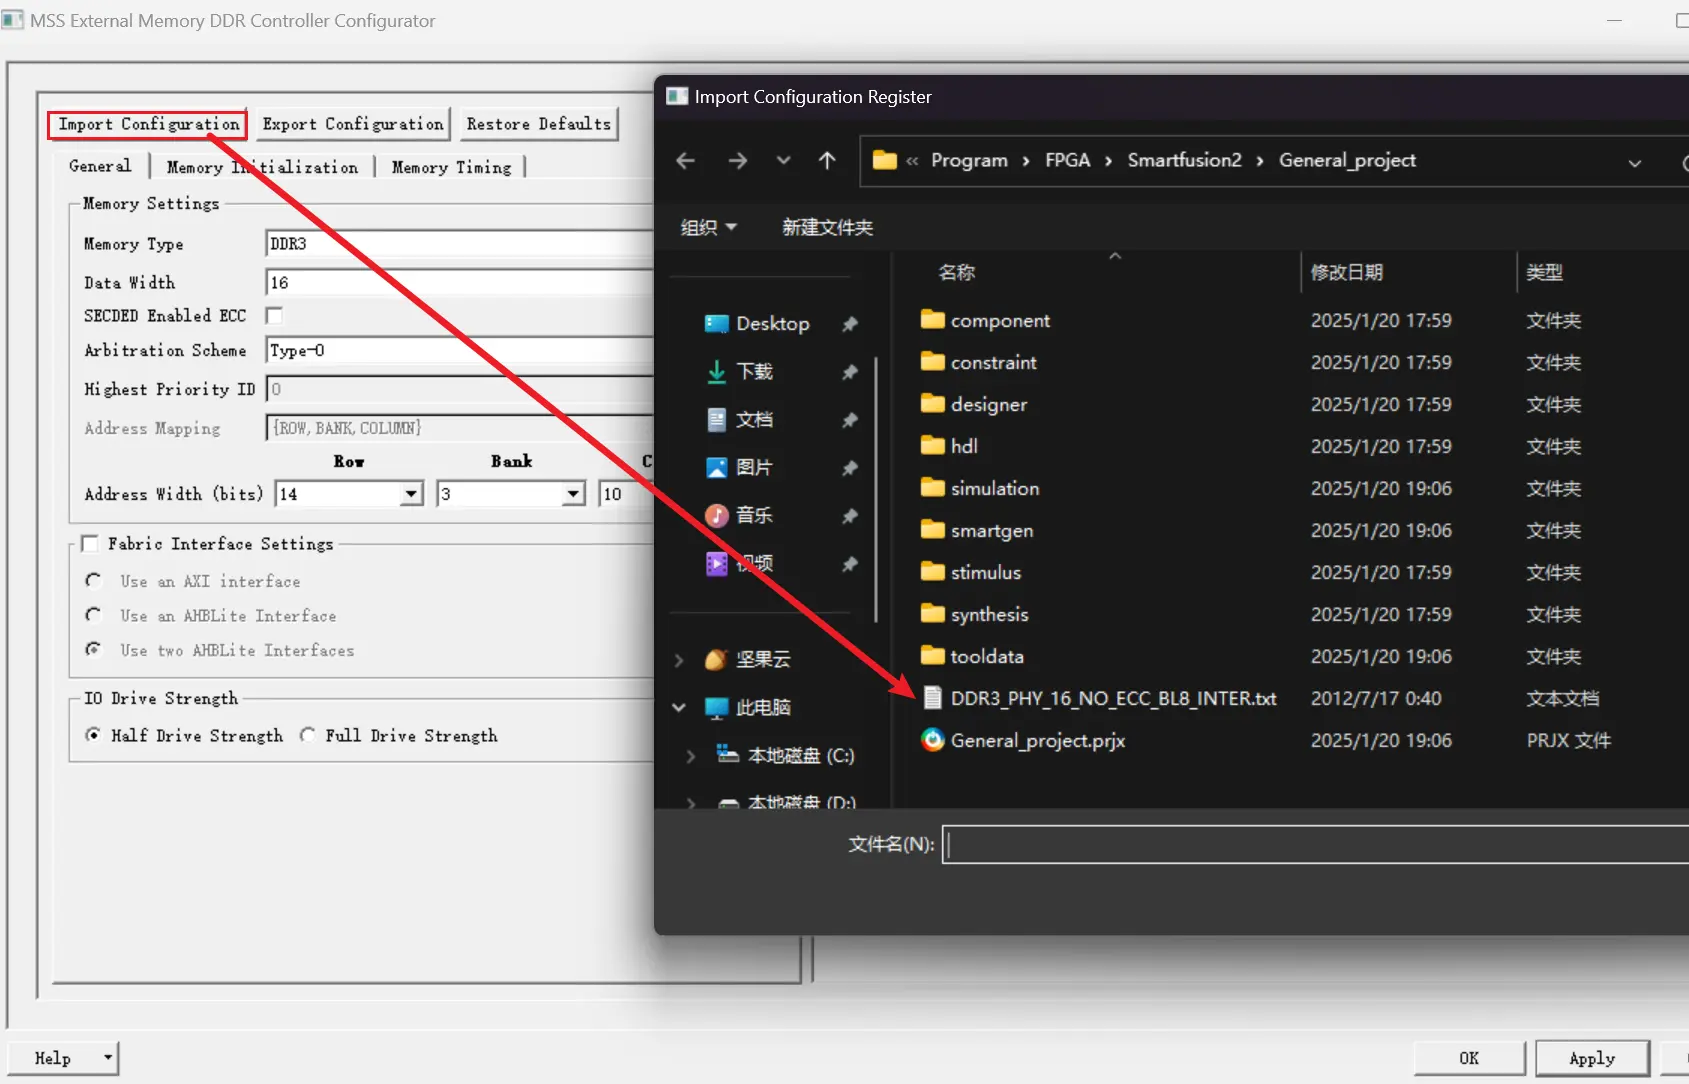 MSS External Memory DDR Controller Configurator
Import Configuration Export Configuration Restore Defaults
General Memory Initialization Memory Timing
Memory Settings
Memory Type DDR3
Data Width 16
SECDED Enabled ECC
Arbitration Scheme Type-0
Highest Priority ID 0
Address Mapping {ROW,BANK,COLUMN}
Row Bank C
Address Width (bits) 14 3 10
Fabric Interface Settings
Use an AXI interface
Use an AHBLite Interface
Use two AHBLite Interfaces
IO Drive Strength
Half Drive Strength Full Drive Strength
Help
OK Apply
Import Configuration Register
« Program › FPGA › Smartfusion2 › General_project
组织 新建文件夹
Desktop
下载
文档
图片
音乐
视频
坚果云
此电脑
本地磁盘 (C:)
本地磁盘 (D:)
名称 修改日期 类型
component 2025/1/20 17:59 文件夹
constraint 2025/1/20 17:59 文件夹
designer 2025/1/20 17:59 文件夹
hdl 2025/1/20 17:59 文件夹
simulation 2025/1/20 19:06 文件夹
smartgen 2025/1/20 19:06 文件夹
stimulus 2025/1/20 17:59 文件夹
synthesis 2025/1/20 17:59 文件夹
tooldata 2025/1/20 19:06 文件夹
DDR3_PHY_16_NO_ECC_BL8_INTER.txt 2012/7/17 0:40 文本文档
General_project.prjx 2025/1/20 19:06 PRJX 文件
文件名(N):